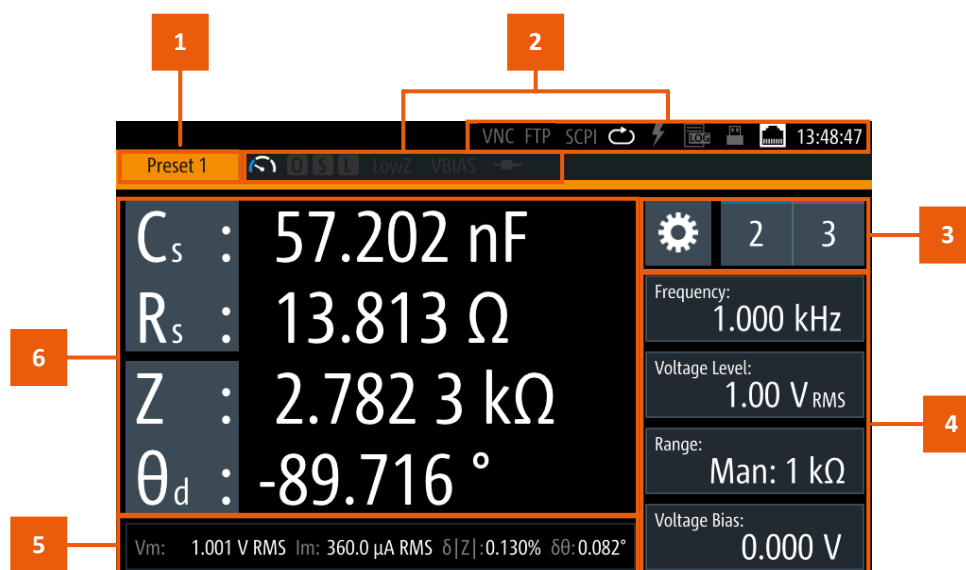 1
2
VNC FTP SCPI LOG 13:48:47
Preset 1 O S L LowZ VBIAS
Cs : 57.202 nF
Rs : 13.813 Ω
Z : 2.782 3 kΩ
θd : -89.716 °
2 3
3
Frequency:
1.000 kHz
Voltage Level:
1.00 V RMS
Range:
Man: 1 kΩ
Voltage Bias:
0.000 V
4
6
5
Vm: 1.001 V RMS Im: 360.0 µA RMS δ|Z|:0.130% δθ:0.082°